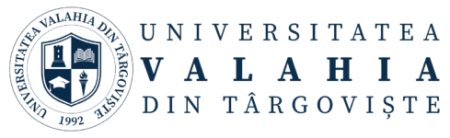 UNIVERSITATEA VALAHIA DIN TÂRGOVIȘTE
1992
UNIVERSITATEA
VALAHIA
DIN TÂRGOVIȘTE